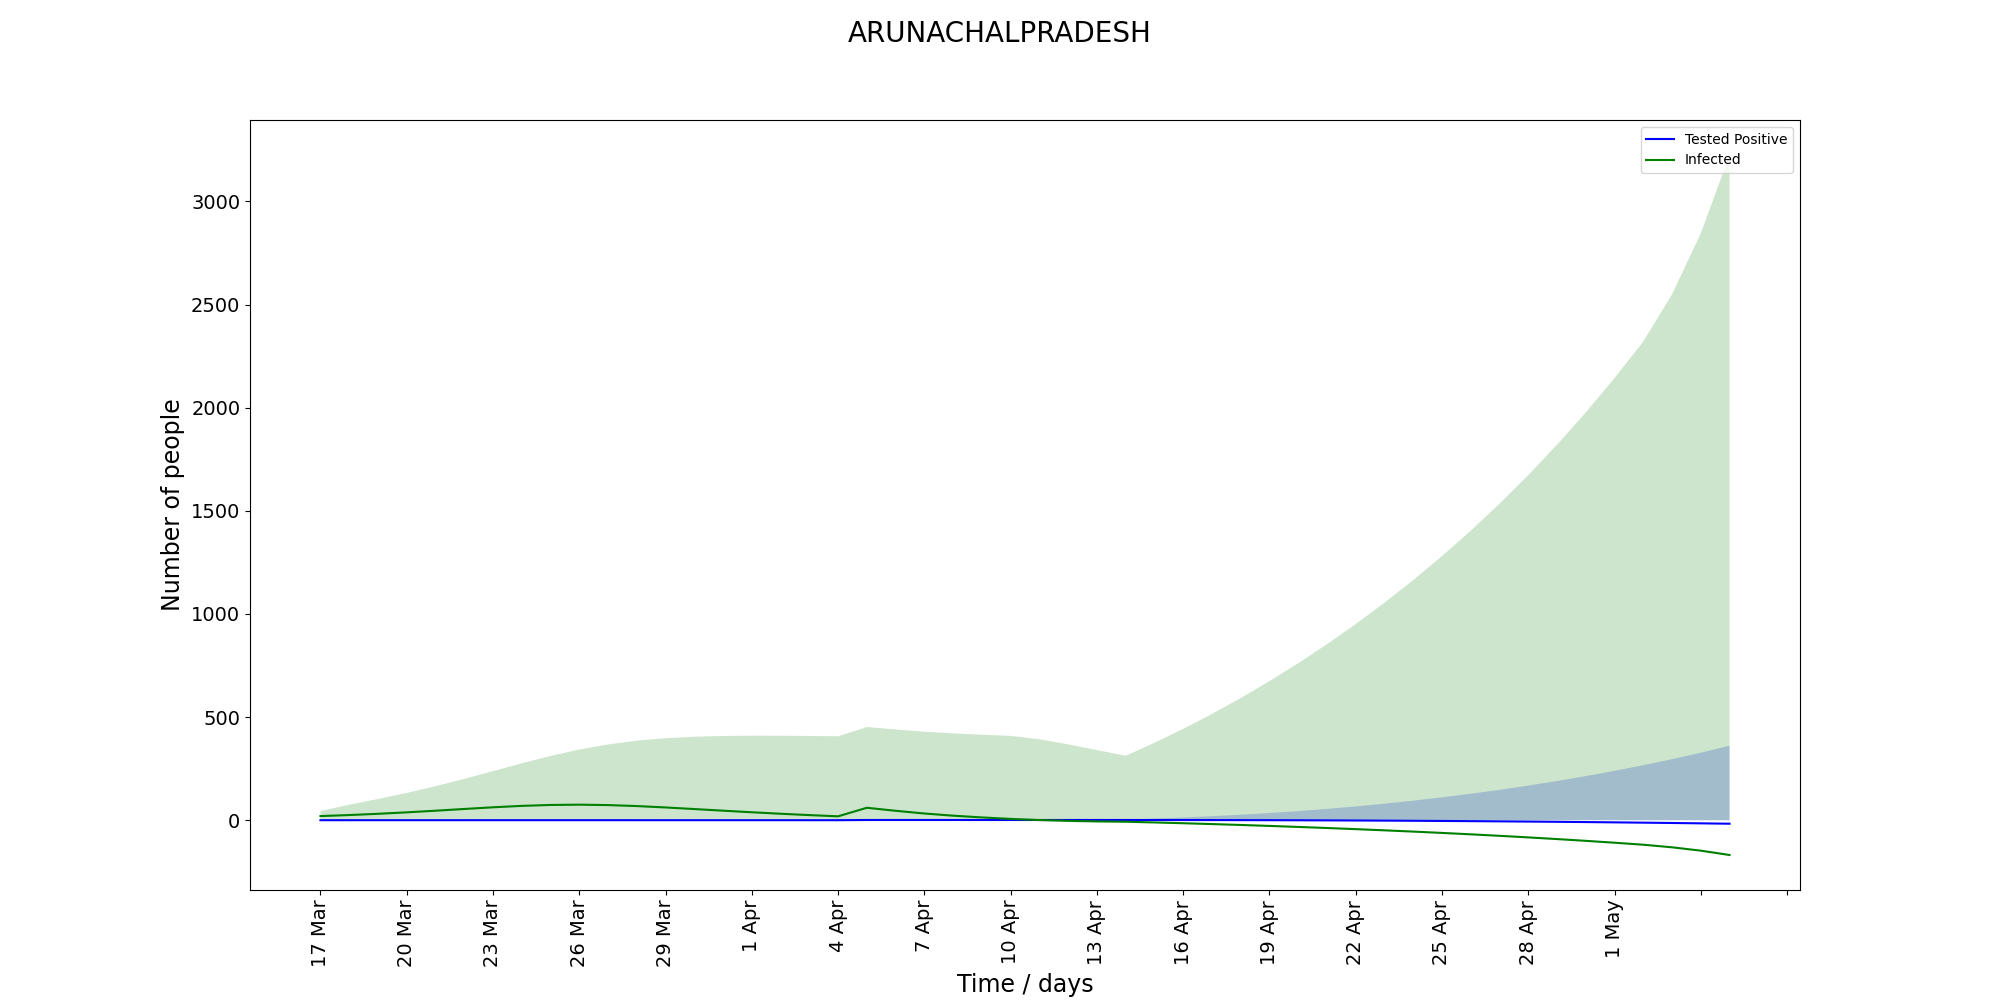 ARUNACHALPRADESH
Tested Positive
Infected
Number of people
3000
2500
2000
1500
1000
500
0
17 Mar
20 Mar
23 Mar
26 Mar
29 Mar
1 Apr
4 Apr
7 Apr
10 Apr
13 Apr
16 Apr
19 Apr
22 Apr
25 Apr
28 Apr
1 May
Time / days